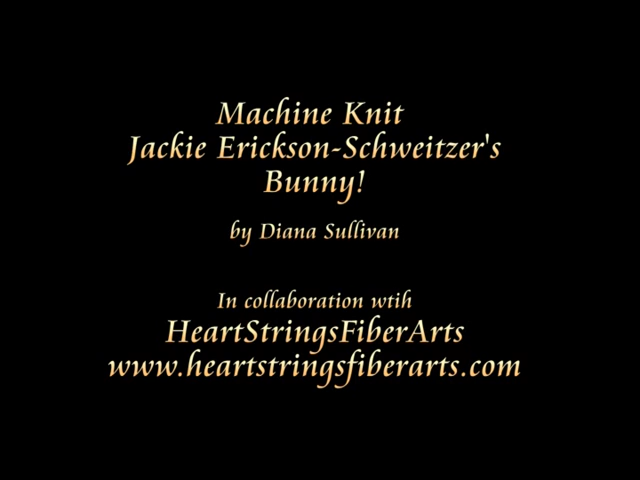 Machine Knit
Jackie Erickson-Schweitzer's
Bunny!
by Diana Sullivan
In collaboration wtih
HeartStringsFiberArts
www.heartstringsfiberarts.com